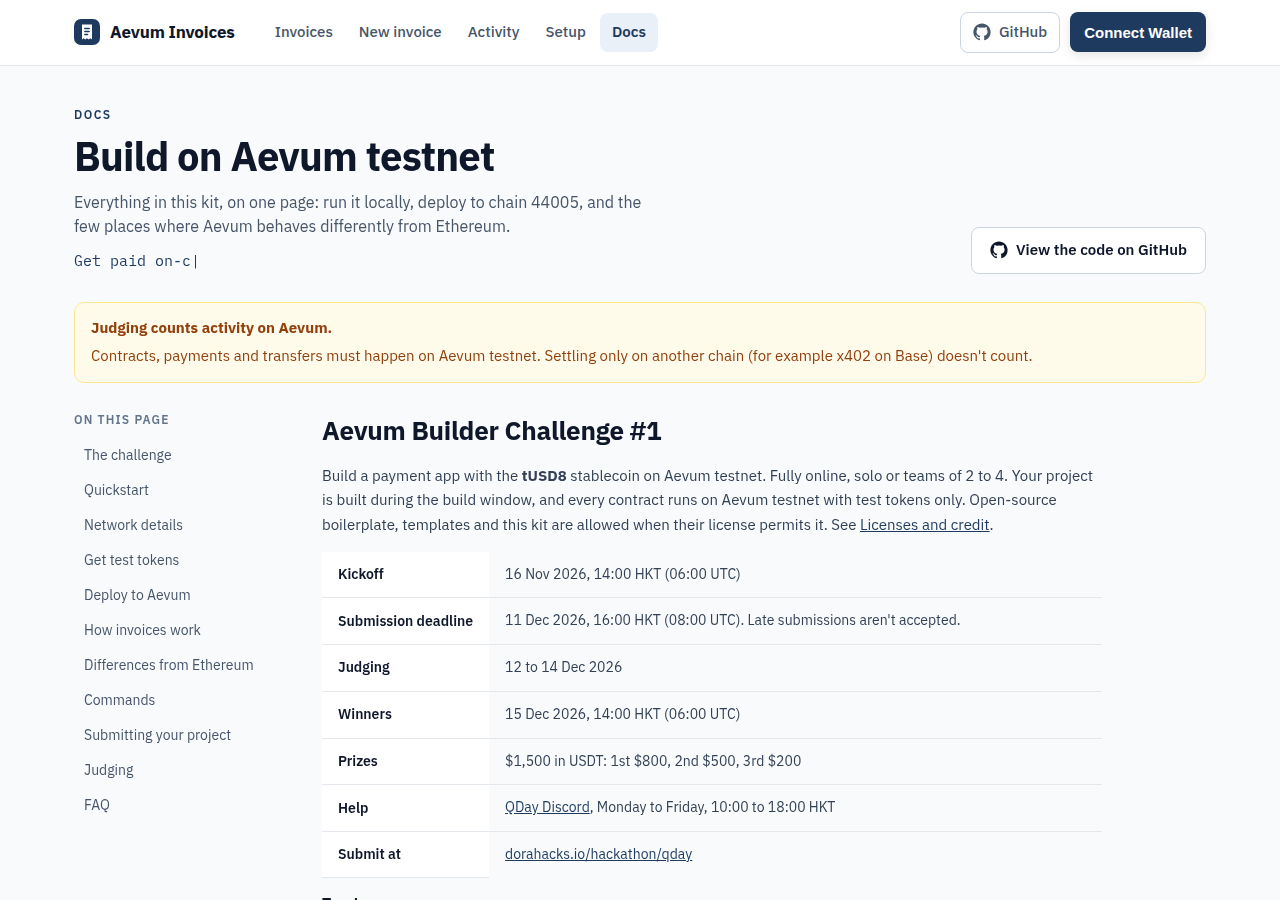 Aevum Invoices
Invoices
New invoice
Activity
Setup
Docs
GitHub
Connect Wallet
DOCS
Build on Aevum testnet
Everything in this kit, on one page: run it locally, deploy to chain 44005, and the
few places where Aevum behaves differently from Ethereum.
Get paid on-c
View the code on GitHub
Judging counts activity on Aevum.
Contracts, payments and transfers must happen on Aevum testnet. Settling only on another chain (for example x402 on Base) doesn't count.
ON THIS PAGE
The challenge
Quickstart
Network details
Get test tokens
Deploy to Aevum
How invoices work
Differences from Ethereum
Commands
Submitting your project
Judging
FAQ
Aevum Builder Challenge #1
Build a payment app with the tUSD8 stablecoin on Aevum testnet. Fully online, solo or teams of 2 to 4. Your project
is built during the build window, and every contract runs on Aevum testnet with test tokens only. Open-source
boilerplate, templates and this kit are allowed when their license permits it. See Licenses and credit.
Kickoff 16 Nov 2026, 14:00 HKT (06:00 UTC)
Submission deadline 11 Dec 2026, 16:00 HKT (08:00 UTC). Late submissions aren't accepted.
Judging 12 to 14 Dec 2026
Winners 15 Dec 2026, 14:00 HKT (06:00 UTC)
Prizes $1,500 in USDT: 1st $800, 2nd $500, 3rd $200
Help QDay Discord, Monday to Friday, 10:00 to 18:00 HKT
Submit at dorahacks.io/hackathon/qday